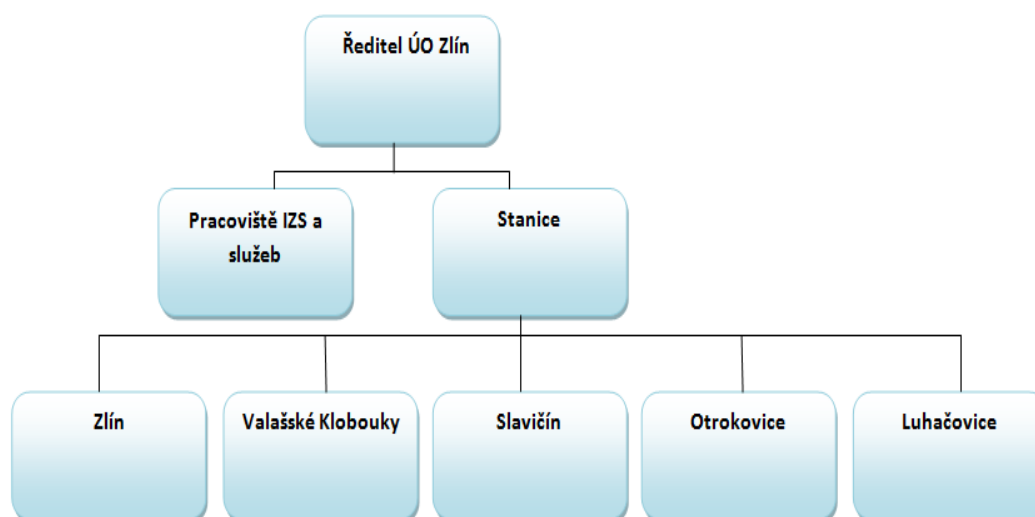 Ředitel ÚO Zlín
Pracoviště IZS a
služeb
Stanice
Zlín
Valašské Klobouky
Slavičín
Otrokovice
Luhačovice